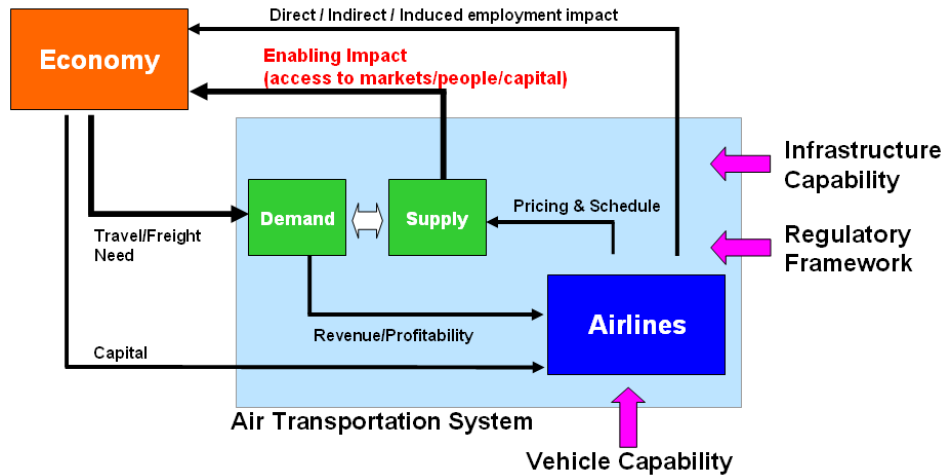 Direct / Indirect / Induced employment impact
Economy
Enabling Impact
(access to markets/people/capital)
Infrastructure
Capability
Demand
Supply
Pricing & Schedule
Travel/Freight
Need
Regulatory
Framework
Airlines
Revenue/Profitability
Capital
Air Transportation System
Vehicle Capability